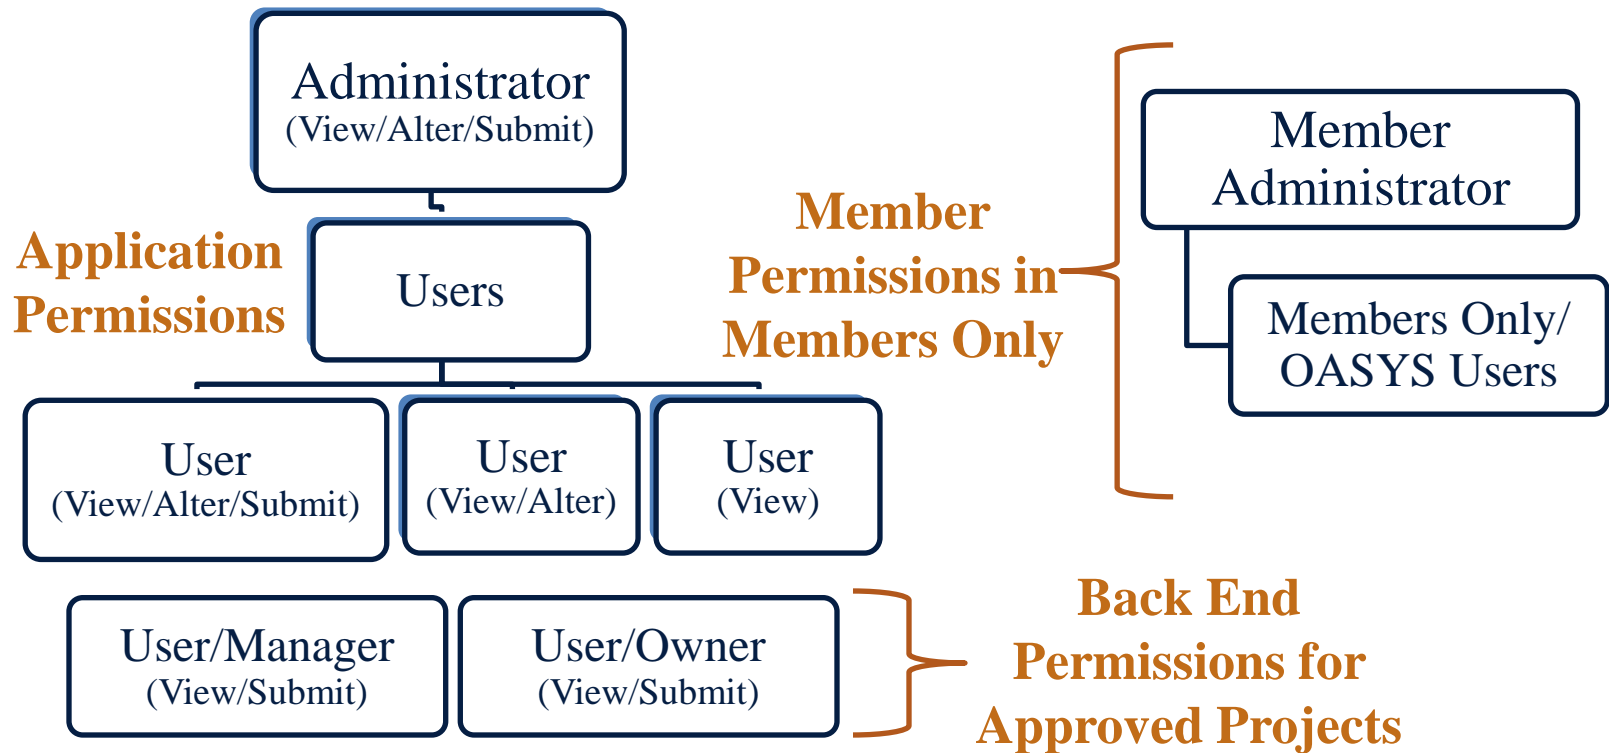 Administrator
(View/Alter/Submit)
Application
Permissions
Users
User
(View/Alter/Submit)
User
(View/Alter)
User
(View)
Member
Permissions in
Members Only
Member
Administrator
Members Only/
OASYS Users
User/Manager
(View/Submit)
User/Owner
(View/Submit)
Back End
Permissions for
Approved Projects